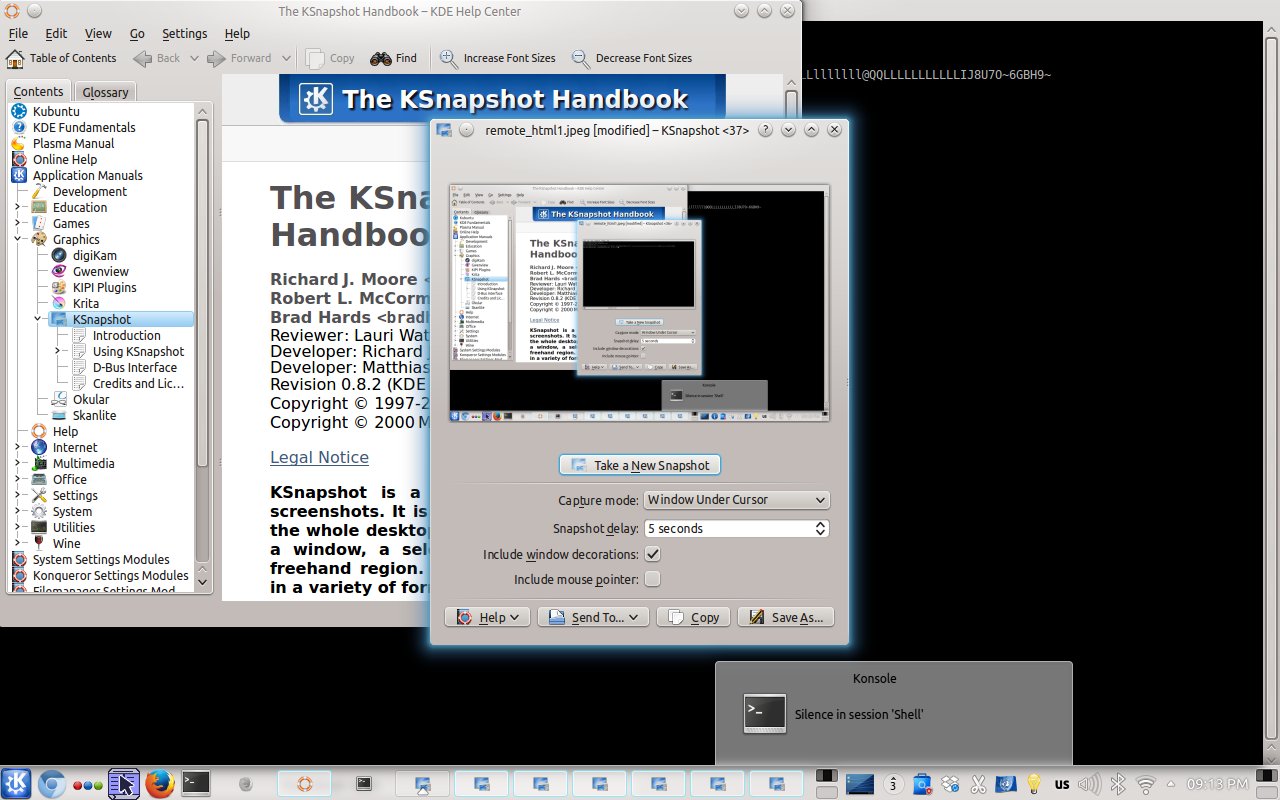 The KSnapshot Handbook – KDE Help Center
File Edit View Go Settings Help
Table of Contents Back Forward Copy Find Increase Font Sizes Decrease Font Sizes
Contents Glossary
Kubuntu
KDE Fundamentals
Plasma Manual
Online Help
Application Manuals
Development
Education
Games
Graphics
digiKam
Gwenview
KIPI Plugins
Krita
KSnapshot
Introduction
Using KSnapshot
D-Bus Interface
Credits and Lic...
Okular
Skanlite
Help
Internet
Multimedia
Office
Settings
System
Utilities
Wine
System Settings Modules
Konqueror Settings Modules
Filemanager Settings Mod
The KSnapshot Handbook
The KSna
Handboo
Richard J. Moore <
Robert L. McCorm
Brad Hards <bradh
Reviewer: Lauri Wat
Developer: Richard J
Developer: Matthias
Revision 0.8.2 (KDE
Copyright © 1997-2
Copyright © 2000 M
Legal Notice
KSnapshot is a
screenshots. It is
the whole deskto
a window, a sele
freehand region.
in a variety of for
remote_html1.jpeg [modified] – KSnapshot <37>
The KSnapshot Handbook
Take a New Snapshot
Capture mode: Window Under Cursor
Snapshot delay: 5 seconds
Include window decorations:
Include mouse pointer:
Help Send To... Copy Save As...
Konsole
Silence in session 'Shell'
3 us 09:13 PM